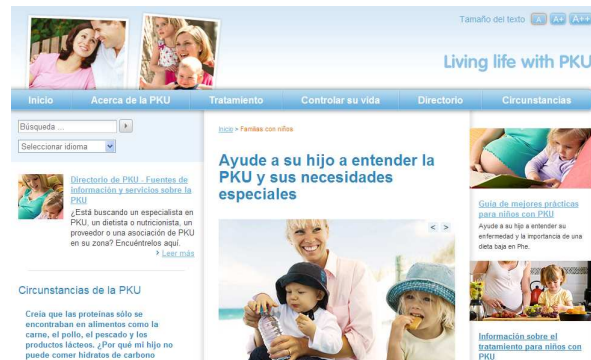 Tamaño del texto A A+ A++
Living life with PKU
Inicio Acerca de la PKU Tratamiento Controlar su vida Directorio Circunstancias
Búsqueda ...
Seleccionar idioma
Directorio de PKU - Fuentes de
información y servicios sobre la
PKU
¿Está buscando un especialista en
PKU, un dietista o nutricionista, un
proveedor o una asociación de PKU
en su zona? Encuéntrelos aquí.
> Leer más
Circunstancias de la PKU
Creía que las proteínas sólo se
encontraban en alimentos como la
carne, el pollo, el pescado y los
productos lácteos. ¿Por qué mi hijo no
puede comer hidratos de carbono
Inicio > Familias con niños
Ayude a su hijo a entender la
PKU y sus necesidades
especiales
< >
Guía de mejores prácticas
para niños con PKU
Ayude a su hijo a entender su
enfermedad y la importancia de una
dieta baja en Phe.
Información sobre el
tratamiento para niños con
PKU